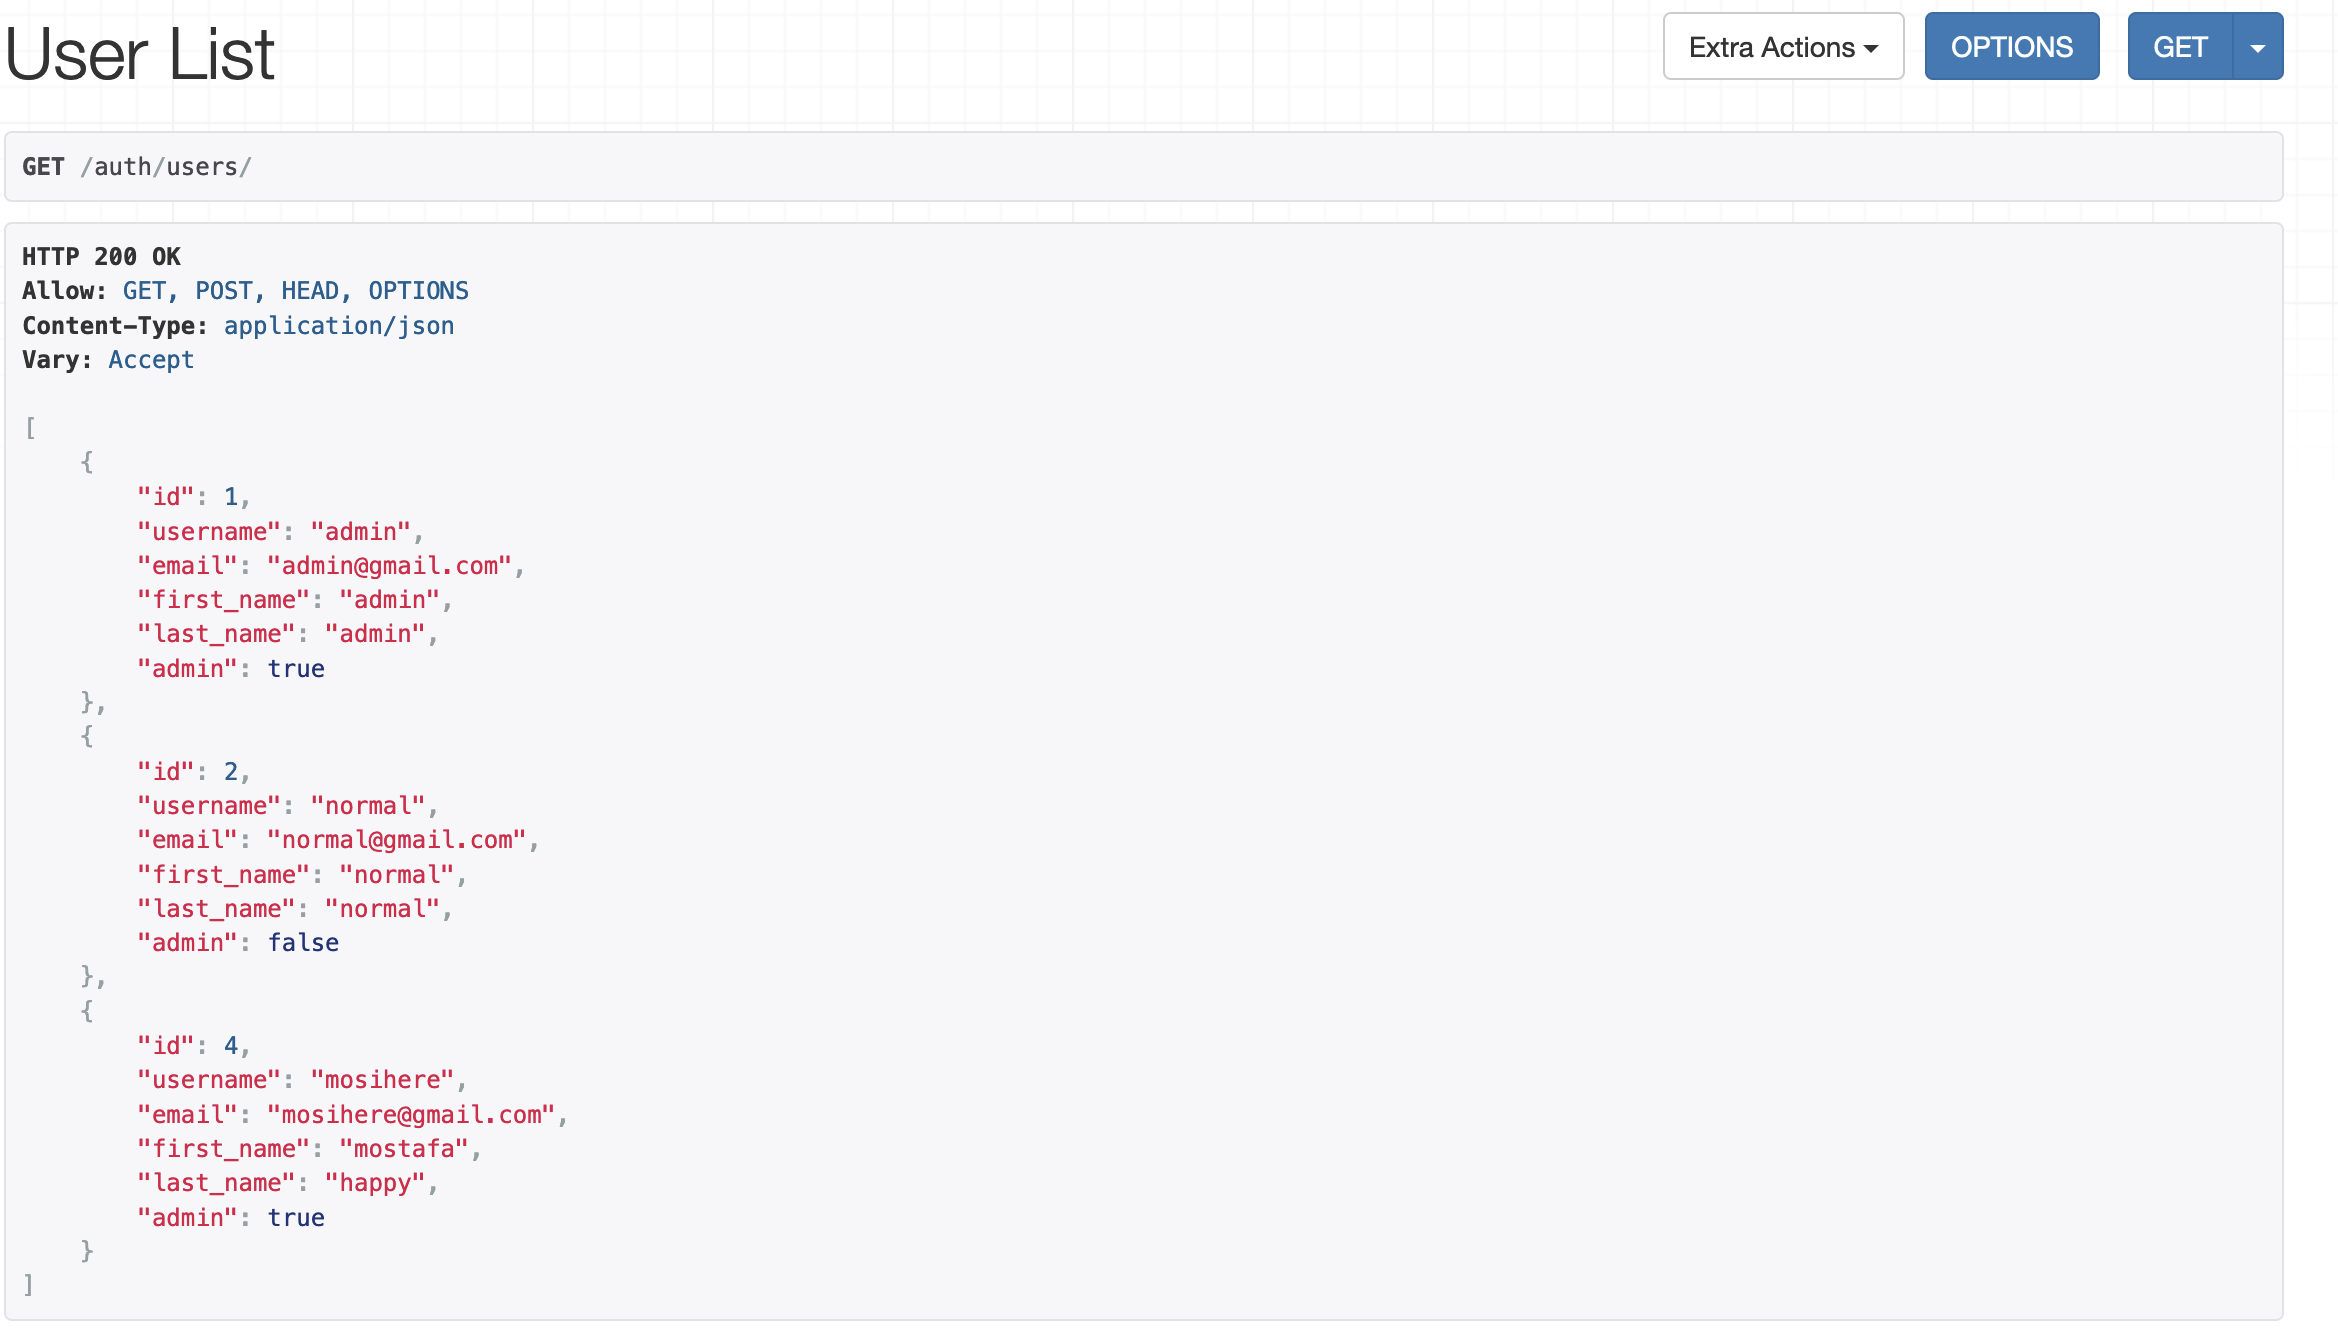 User List
Extra Actions
OPTIONS
GET
GET /auth/users/
HTTP 200 OK
Allow: GET, POST, HEAD, OPTIONS
Content-Type: application/json
Vary: Accept
[
    {
        "id": 1,
        "username": "admin",
        "email": "admin@gmail.com",
        "first_name": "admin",
        "last_name": "admin",
        "admin": true
    },
    {
        "id": 2,
        "username": "normal",
        "email": "normal@gmail.com",
        "first_name": "normal",
        "last_name": "normal",
        "admin": false
    },
    {
        "id": 4,
        "username": "mosihere",
        "email": "mosihere@gmail.com",
        "first_name": "mostafa",
        "last_name": "happy",
        "admin": true
    }
]